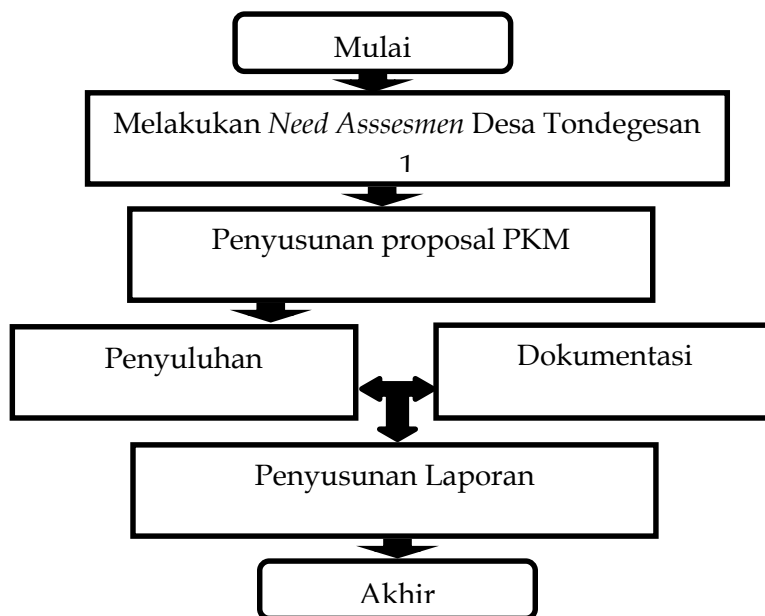 Mulai
Melakukan Need Asssesmen Desa Tondegesan
1
Penyusunan proposal PKM
Penyuluhan
Dokumentasi
Penyusunan Laporan
Akhir